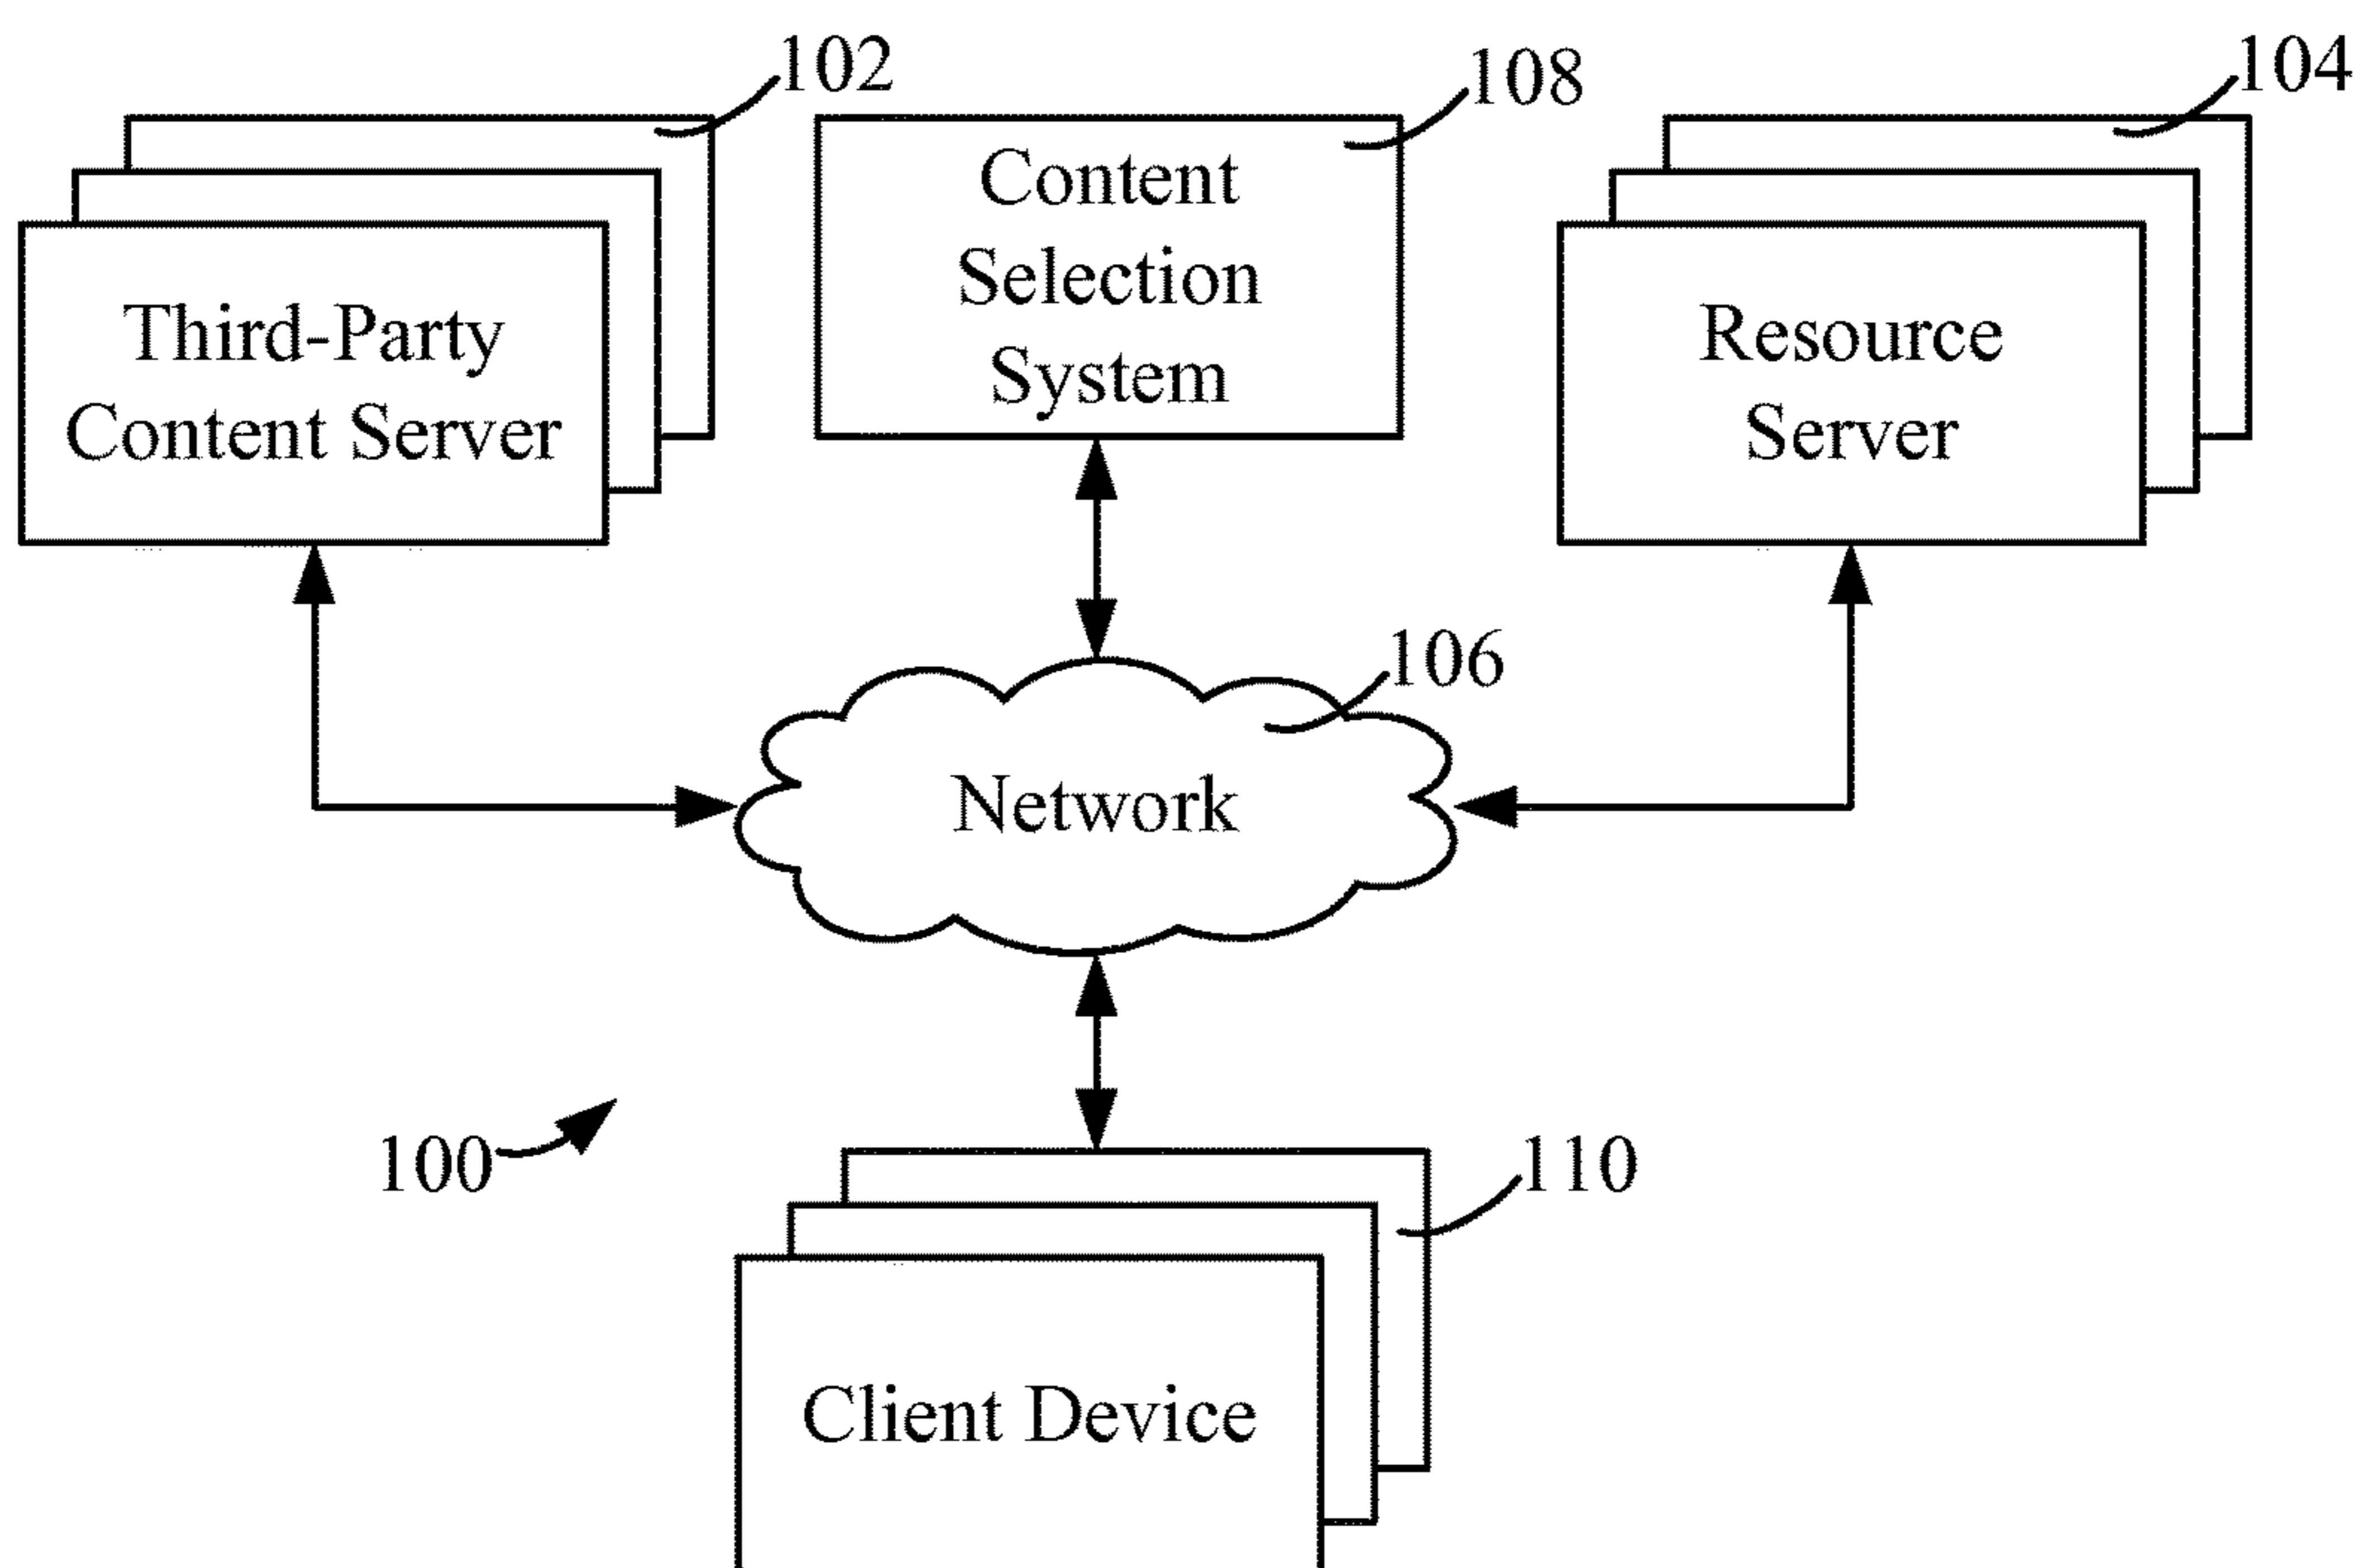 102
108
104
Content
Selection
System
Third-Party
Content Server
Resource
Server
106
Network
100
110
Client Device